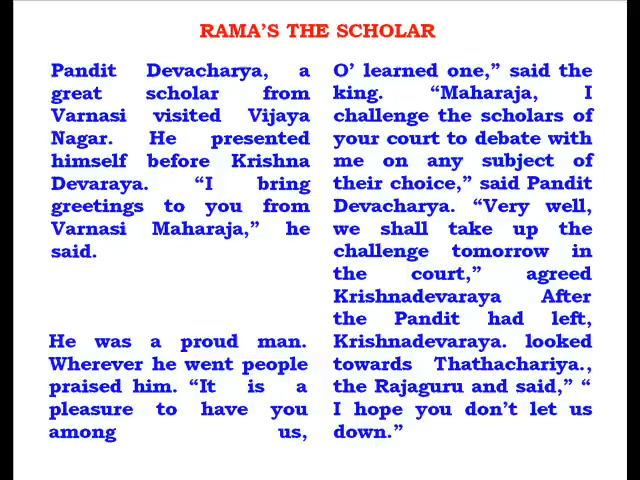 RAMA’S THE SCHOLAR
Pandit Devacharya, a
great scholar from
Varnasi visited Vijaya
Nagar. He presented
himself before Krishna
Devaraya. “I bring
greetings to you from
Varnasi Maharaja,” he
said.
He was a proud man.
Wherever he went people
praised him. “It is a
pleasure to have you
among us,
O’ learned one,” said the
king. “Maharaja, I
challenge the scholars of
your court to debate with
me on any subject of
their choice,” said Pandit
Devacharya. “Very well,
we shall take up the
challenge tomorrow in
the court,” agreed
Krishnadevaraya After
the Pandit had left,
Krishnadevaraya. looked
towards Thathachariya.,
the Rajaguru and said,” “
I hope you don’t let us
down.”